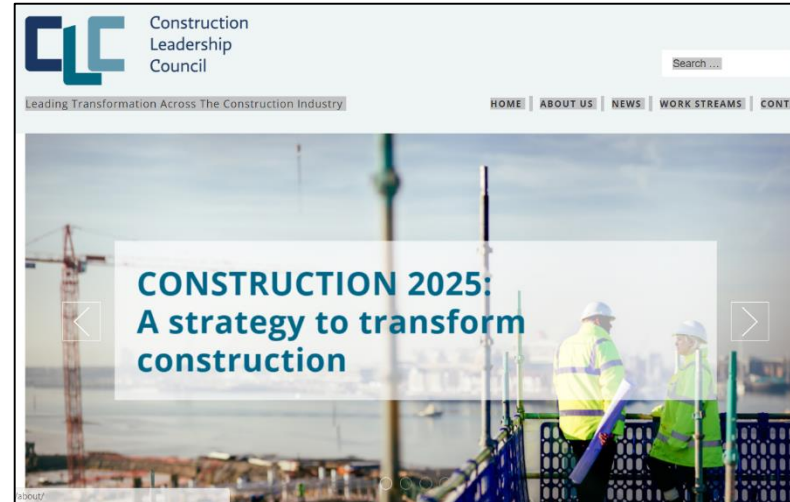 Construction
Leadership
Council
Search ...
Leading Transformation Across The Construction Industry
HOME ABOUT US NEWS WORK STREAMS CONT
CONSTRUCTION 2025:
A strategy to transform
construction
/about/